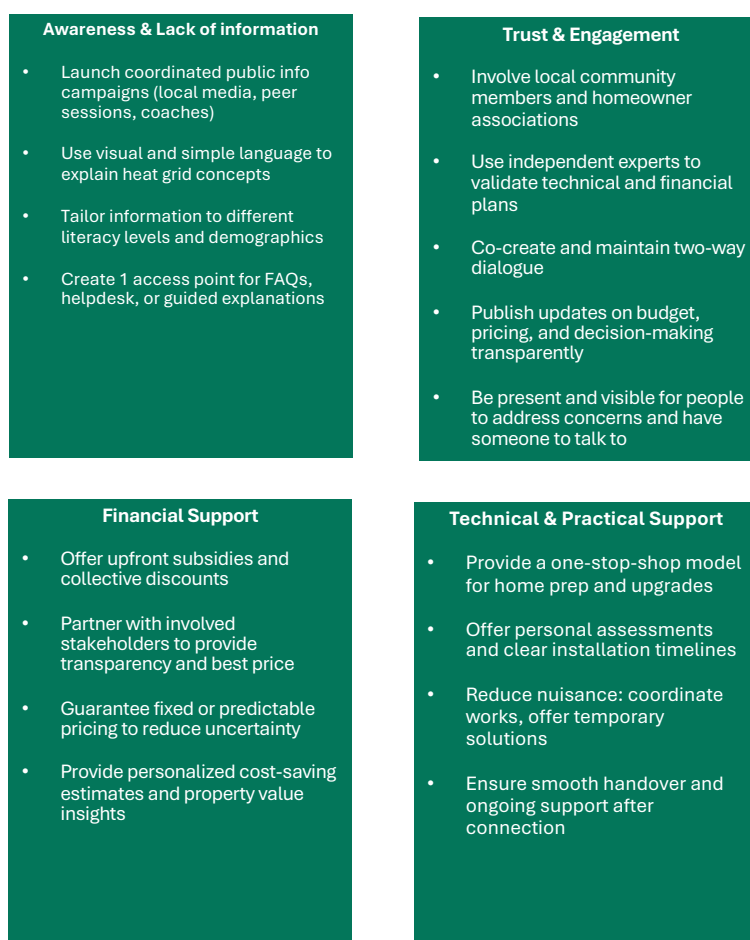 Awareness & Lack of information
• Launch coordinated public info
campaigns (local media, peer
sessions, coaches)
• Use visual and simple language to
explain heat grid concepts
• Tailor information to different
literacy levels and demographics
• Create 1 access point for FAQs,
helpdesk, or guided explanations
Trust & Engagement
• Involve local community
members and homeowner
associations
• Use independent experts to
validate technical and financial
plans
• Co-create and maintain two-way
dialogue
• Publish updates on budget,
pricing, and decision-making
transparently
• Be present and visible for people
to address concerns and have
someone to talk to
Financial Support
• Offer upfront subsidies and
collective discounts
• Partner with involved
stakeholders to provide
transparency and best price
• Guarantee fixed or predictable
pricing to reduce uncertainty
• Provide personalized cost-saving
estimates and property value
insights
Technical & Practical Support
• Provide a one-stop-shop model
for home prep and upgrades
• Offer personal assessments
and clear installation timelines
• Reduce nuisance: coordinate
works, offer temporary
solutions
• Ensure smooth handover and
ongoing support after
connection